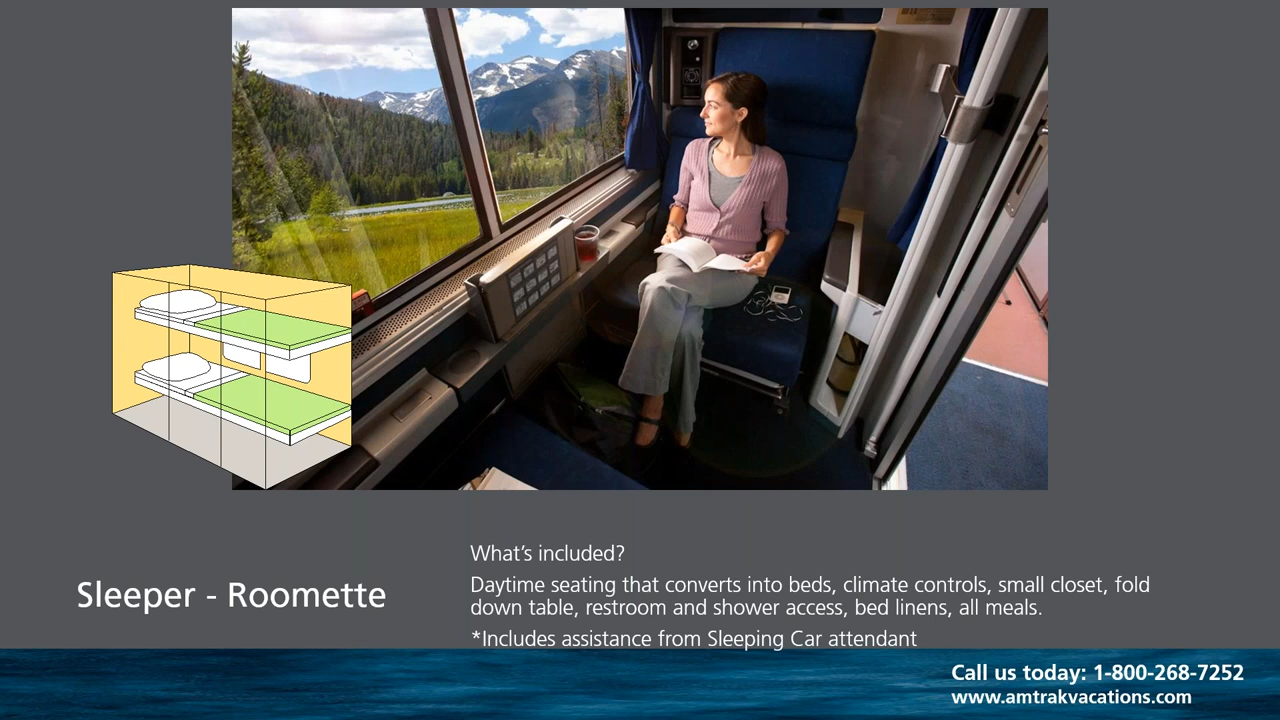 Sleeper - Roomette
What's included?
Daytime seating that converts into beds, climate controls, small closet, fold
down table, restroom and shower access, bed linens, all meals.
*Includes assistance from Sleeping Car attendant
Call us today: 1-800-268-7252
www.amtrakvacations.com